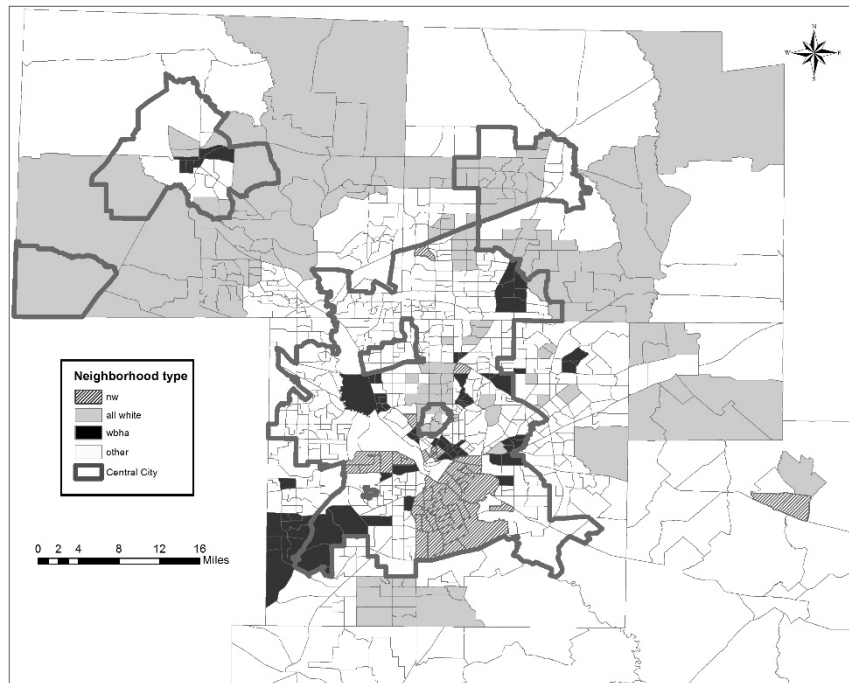 N
W E
S
Neighborhood type
nw
all white
wbha
other
Central City
0 2 4 8 12 16
Miles